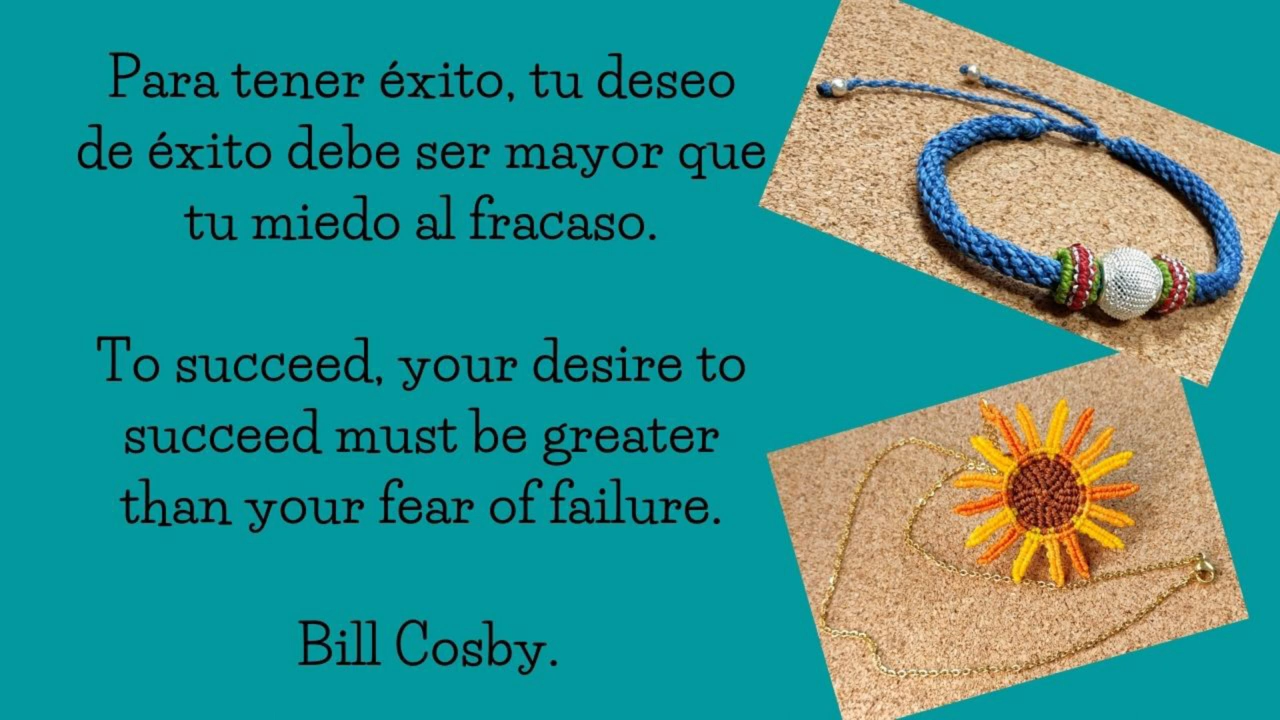 Para tener éxito, tu deseo
de éxito debe ser mayor que
tu miedo al fracaso.
To succeed, your desire to
succeed must be greater
than your fear of failure.
Bill Cosby.